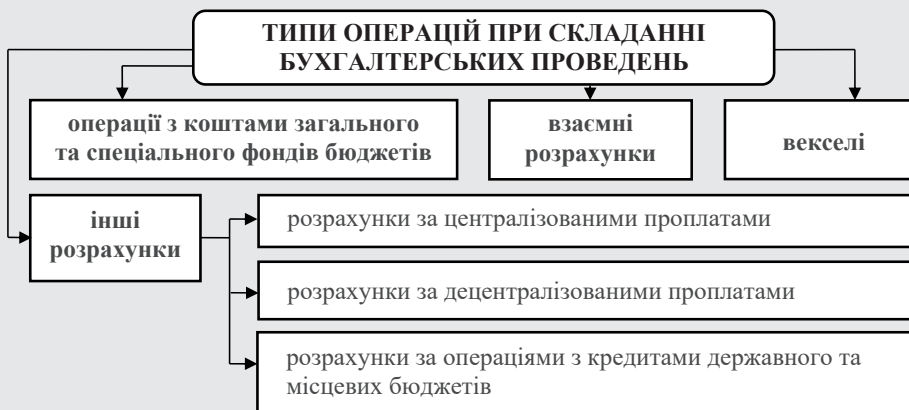 ТИПИ ОПЕРАЦІЙ ПРИ СКЛАДАННІ
БУХГАЛТЕРСЬКИХ ПРОВЕДЕНЬ
операції з коштами загального
та спеціального фондів бюджетів
взаємні
розрахунки
векселі
інші
розрахунки
розрахунки за централізованими проплатами
розрахунки за децентралізованими проплатами
розрахунки за операціями з кредитами державного та
місцевих бюджетів